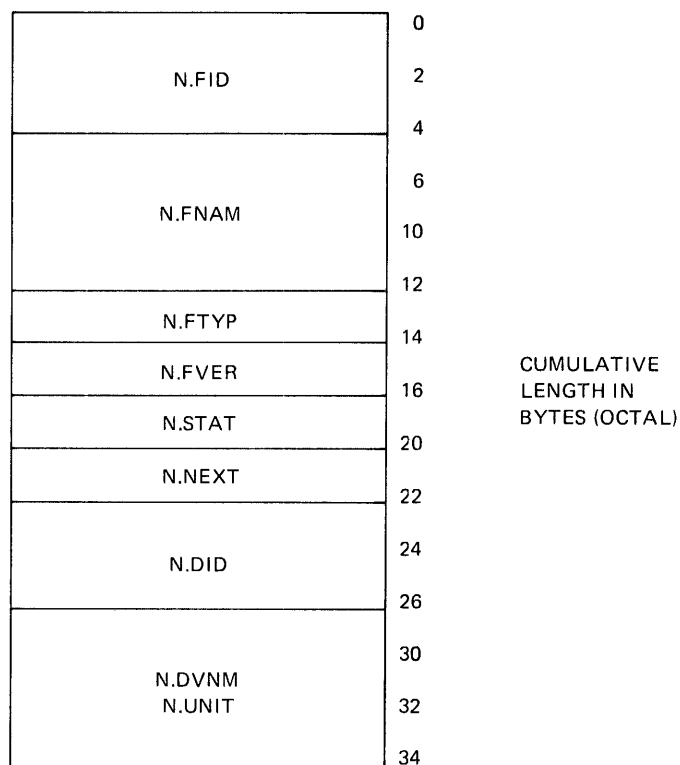 0
N.FID
2
4
6
N.FNAM
10
12
N.FTYP
14
N.FVER
CUMULATIVE
LENGTH IN
BYTES (OCTAL)
16
N.STAT
20
N.NEXT
22
24
N.DID
26
30
N.DVNM
N.UNIT
32
34